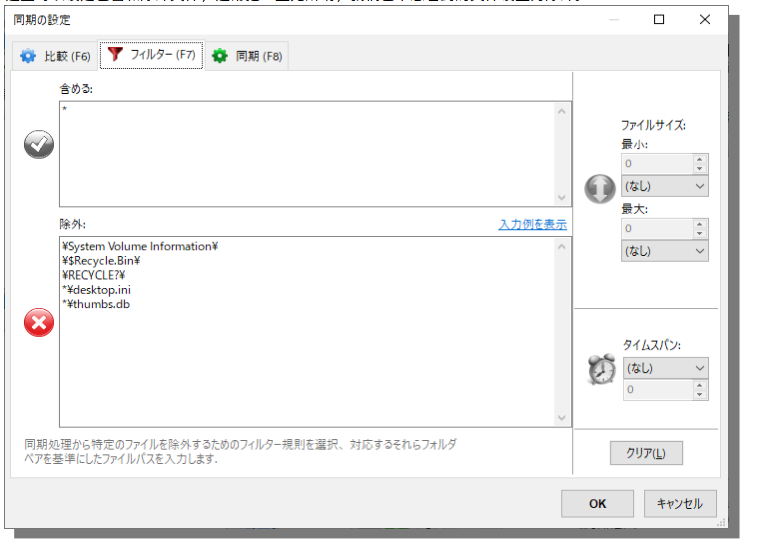 同期の設定
比較 (F6)
フィルター (F7)
同期 (F8)
含める:
*
除外:
入力例を表示
¥System Volume Information¥
¥$Recycle.Bin¥
¥RECYCLE?¥
*¥desktop.ini
*¥thumbs.db
同期処理から特定のファイルを除外するためのフィルター規則を選択、対応するそれらフォルダ
ペアを基準にしたファイルパスを入力します.
ファイルサイズ:
最小:
0
(なし)
最大:
0
(なし)
タイムスパン:
(なし)
0
クリア(L)
OK
キャンセル